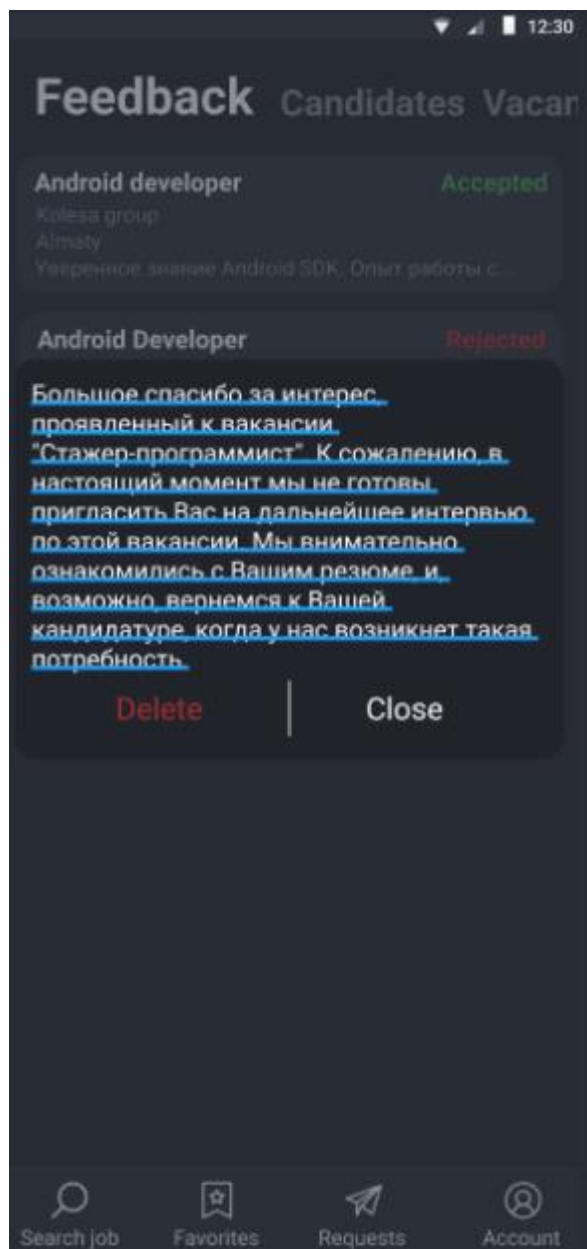 12:30
Feedback Candidates Vacan
Android developer Accepted
Kolesa group
Almaty
Уверенное знание Android SDK. Опыт работы с...
Android Developer Rejected
Большое спасибо за интерес,
проявленный к вакансии
"Стажер-программист". К сожалению, в
настоящий момент мы не готовы
пригласить Вас на дальнейшее интервью
по этой вакансии. Мы внимательно
ознакомились с Вашим резюме, и,
возможно, вернемся к Вашей
кандидатуре, когда у нас возникнет такая
потребность.
Delete Close
Search job Favorites Requests Account